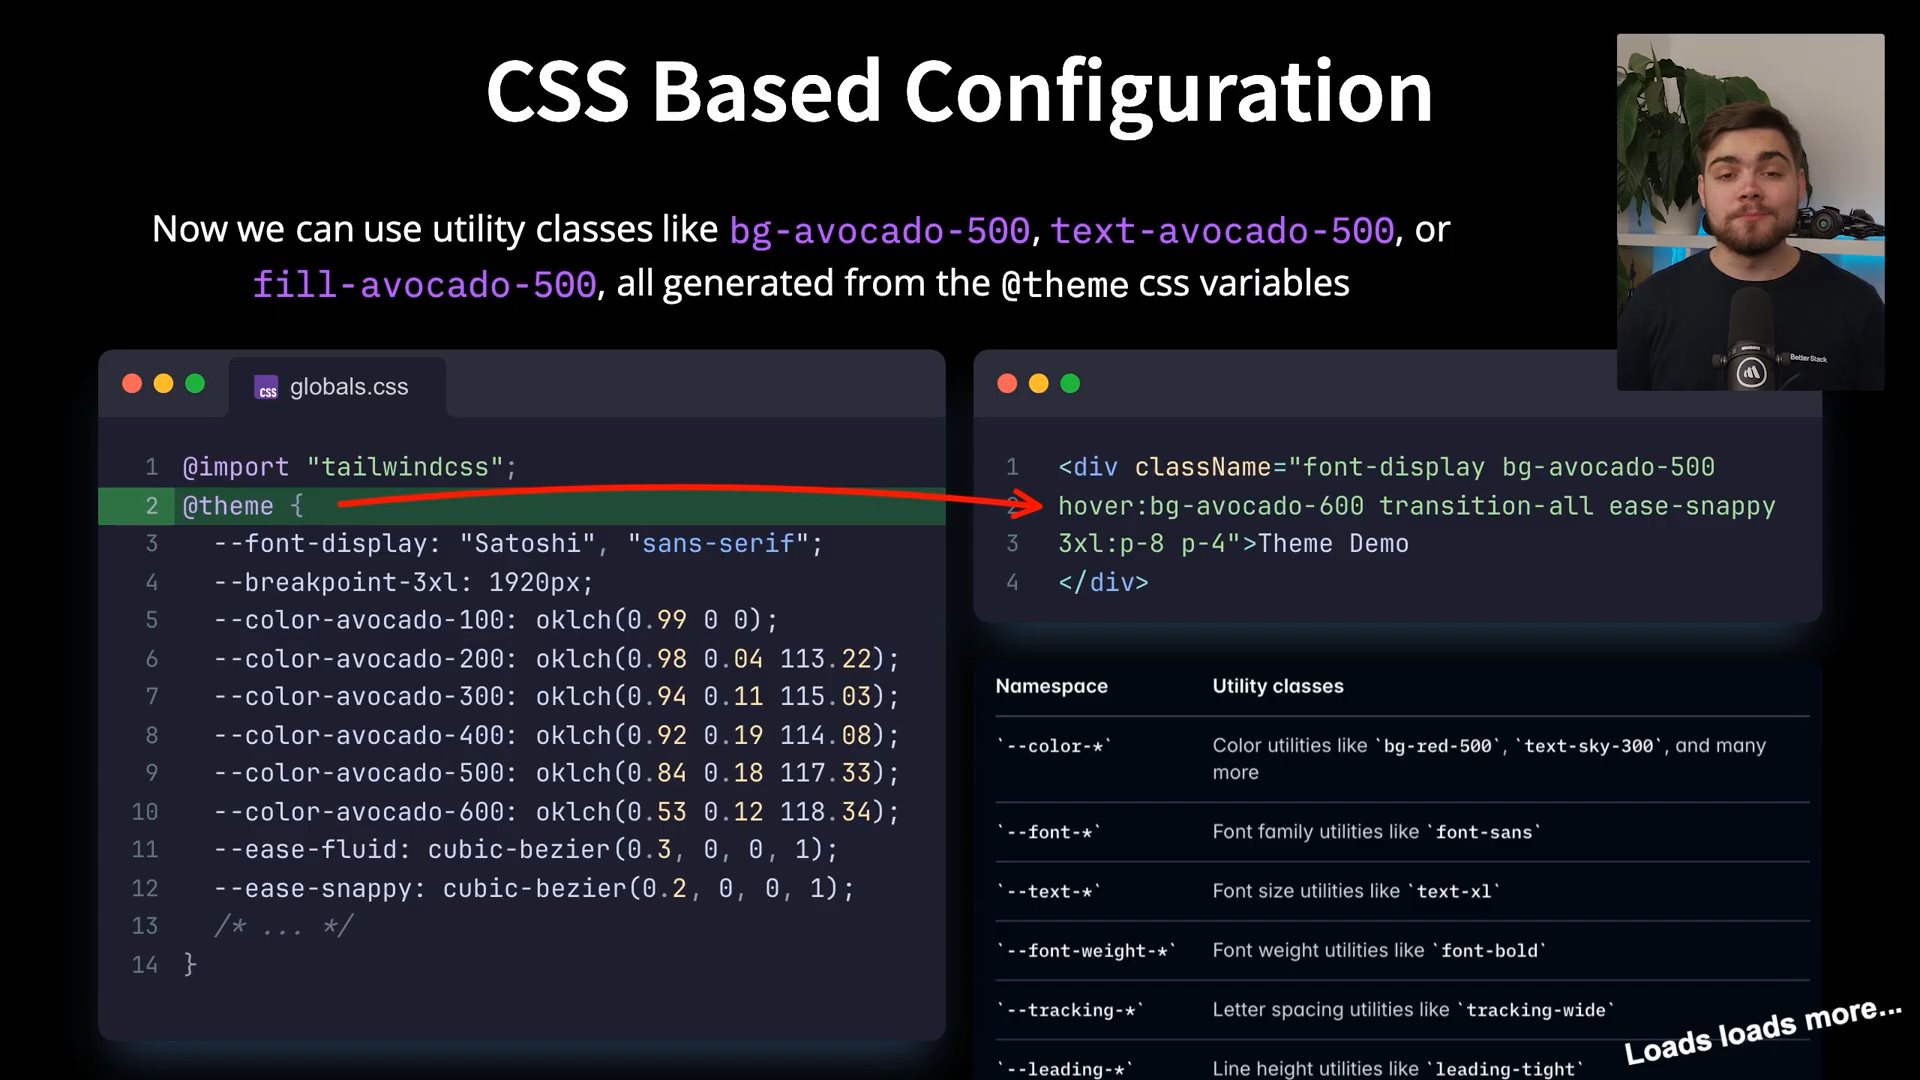 CSS Based Configuration
Now we can use utility classes like bg-avocado-500, text-avocado-500, or
fill-avocado-500, all generated from the @theme css variables
Better Stack
CSS globals.css
1 @import "tailwindcss";
2 @theme {
3 --font-display: "Satoshi", "sans-serif";
4 --breakpoint-3xl: 1920px;
5 --color-avocado-100: oklch(0.99 0 0);
6 --color-avocado-200: oklch(0.98 0.04 113.22);
7 --color-avocado-300: oklch(0.94 0.11 115.03);
8 --color-avocado-400: oklch(0.92 0.19 114.08);
9 --color-avocado-500: oklch(0.84 0.18 117.33);
10 --color-avocado-600: oklch(0.53 0.12 118.34);
11 --ease-fluid: cubic-bezier(0.3, 0, 0, 1);
12 --ease-snappy: cubic-bezier(0.2, 0, 0, 1);
13 /* ... */
14 }
1 <div className="font-display bg-avocado-500
2 hover:bg-avocado-600 transition-all ease-snappy
3 3xl:p-8 p-4">Theme Demo
4 </div>
Namespace Utility classes
`--color-*` Color utilities like `bg-red-500`, `text-sky-300`, and many
more
`--font-*` Font family utilities like `font-sans`
`--text-*` Font size utilities like `text-xl`
`--font-weight-*` Font weight utilities like `font-bold`
`--tracking-*` Letter spacing utilities like `tracking-wide`
`--leading-*` Line height utilities like `leading-tight`
Loads loads more...